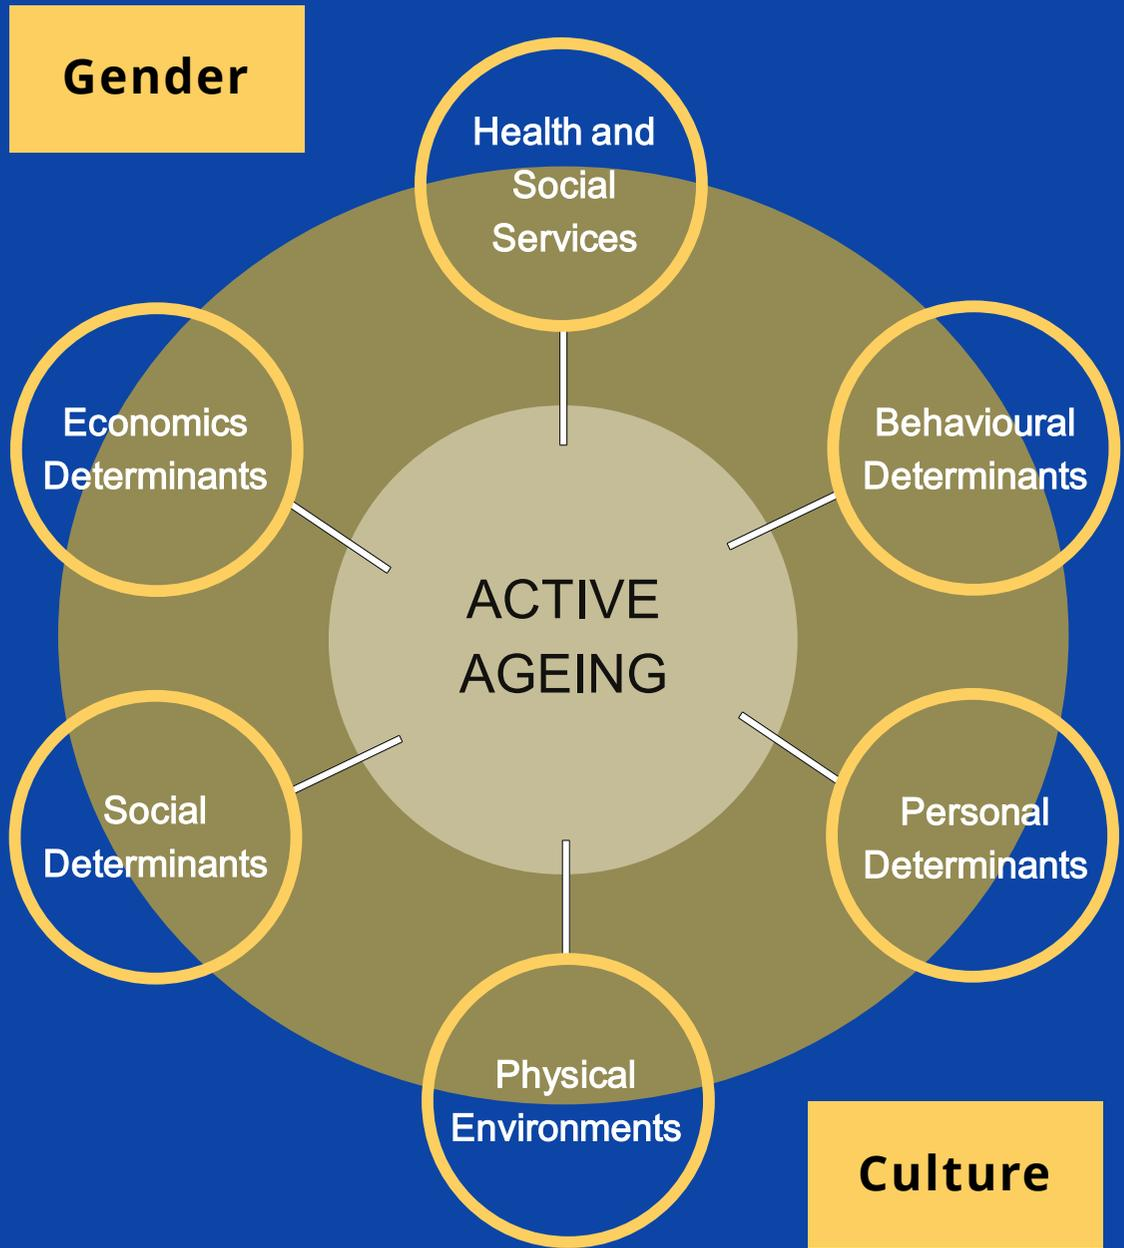 Gender
Health and
Social
Services
Economics
Determinants
Behavioural
Determinants
ACTIVE
AGEING
Social
Determinants
Personal
Determinants
Physical
Environments
Culture